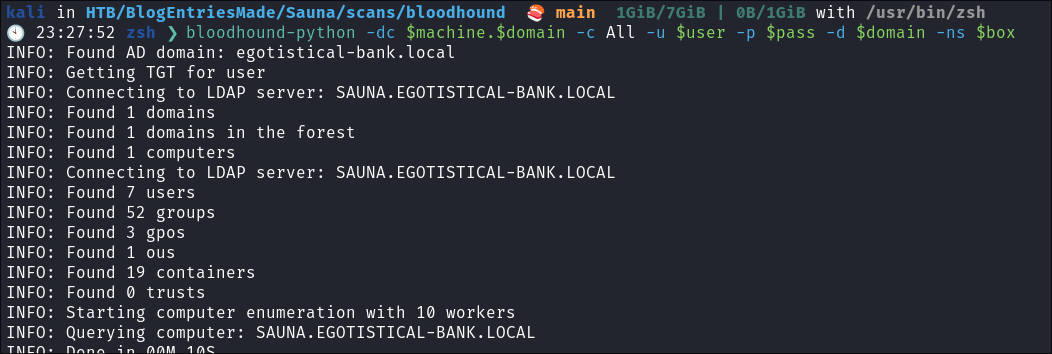 kali in HTB/BlogEntriesMade/Sauna/scans/bloodhound 🍣 main 1GiB/7GiB | 0B/1GiB with /usr/bin/zsh
🕙 23:27:52 zsh ❯ bloodhound-python -dc $machine.$domain -c All -u $user -p $pass -d $domain -ns $box
INFO: Found AD domain: egotistical-bank.local
INFO: Getting TGT for user
INFO: Connecting to LDAP server: SAUNA.EGOTISTICAL-BANK.LOCAL
INFO: Found 1 domains
INFO: Found 1 domains in the forest
INFO: Found 1 computers
INFO: Connecting to LDAP server: SAUNA.EGOTISTICAL-BANK.LOCAL
INFO: Found 7 users
INFO: Found 52 groups
INFO: Found 3 gpos
INFO: Found 1 ous
INFO: Found 19 containers
INFO: Found 0 trusts
INFO: Starting computer enumeration with 10 workers
INFO: Querying computer: SAUNA.EGOTISTICAL-BANK.LOCAL
INFO: Done in 00M 10S